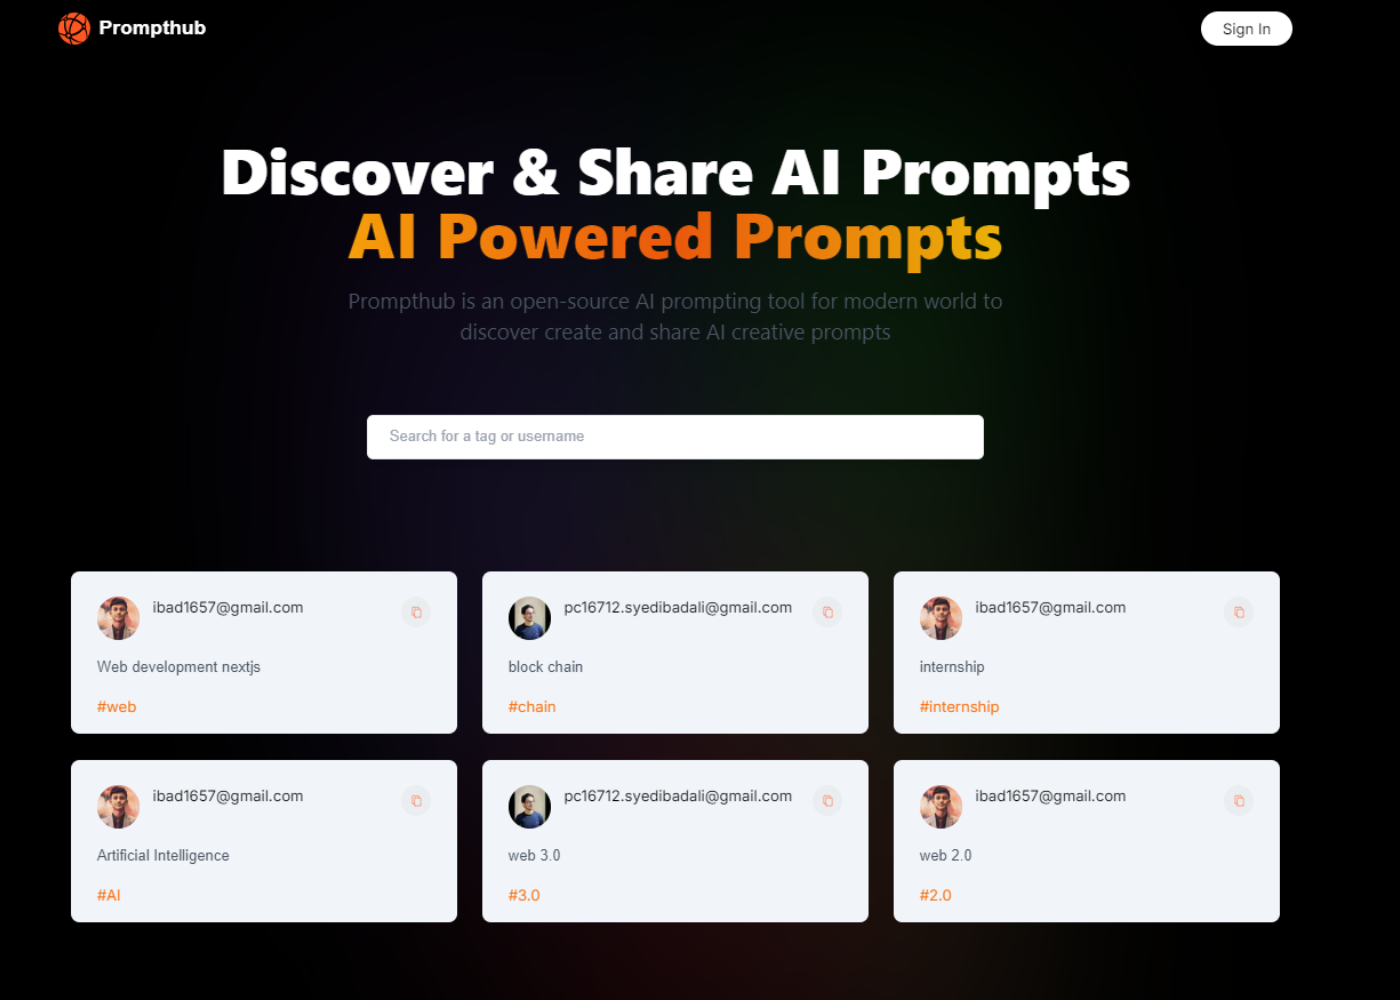 Prompthub
Sign In
Discover & Share AI Prompts
AI Powered Prompts
Prompthub is an open-source AI prompting tool for modern world to
discover create and share AI creative prompts
Search for a tag or username
ibad1657@gmail.com
Web development nextjs
#web
pc16712.syedibadali@gmail.com
block chain
#chain
ibad1657@gmail.com
internship
#internship
ibad1657@gmail.com
Artificial Intelligence
#AI
pc16712.syedibadali@gmail.com
web 3.0
#3.0
ibad1657@gmail.com
web 2.0
#2.0